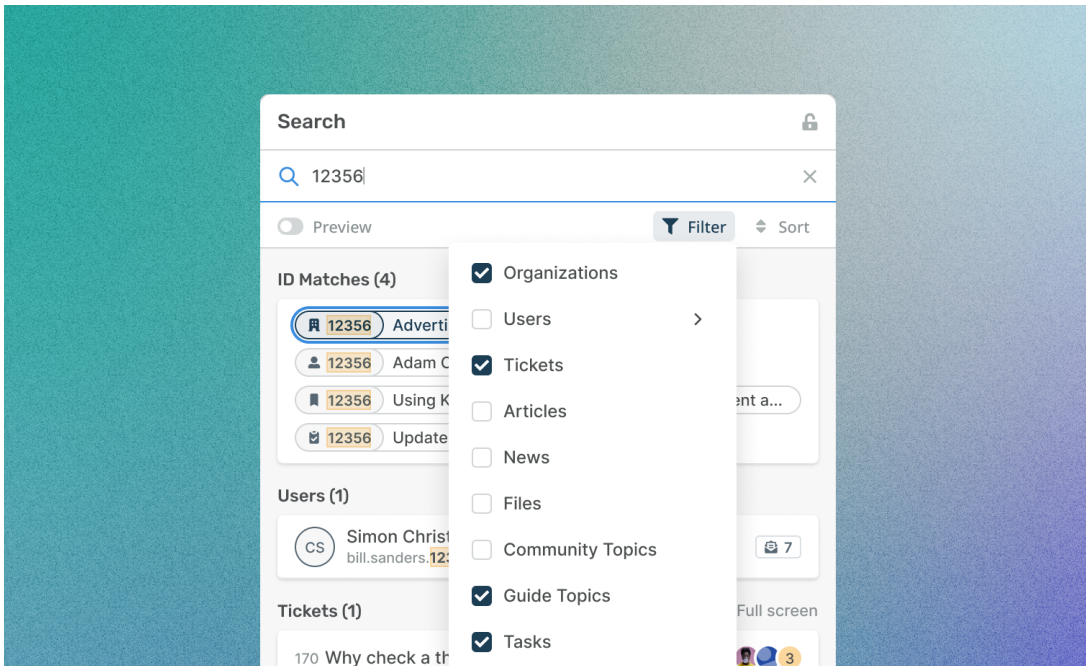 Search
12356
Preview
Filter
Sort
ID Matches (4)
Organizations
Users
Tickets
Articles
News
Files
Community Topics
Guide Topics
Tasks
12356 Adverti
12356 Adam
12356 Using K ent a...
12356 Update
Users (1)
CS
Simon Christ
bill.sanders.12
7
Tickets (1)
Full screen
170 Why check a th
3